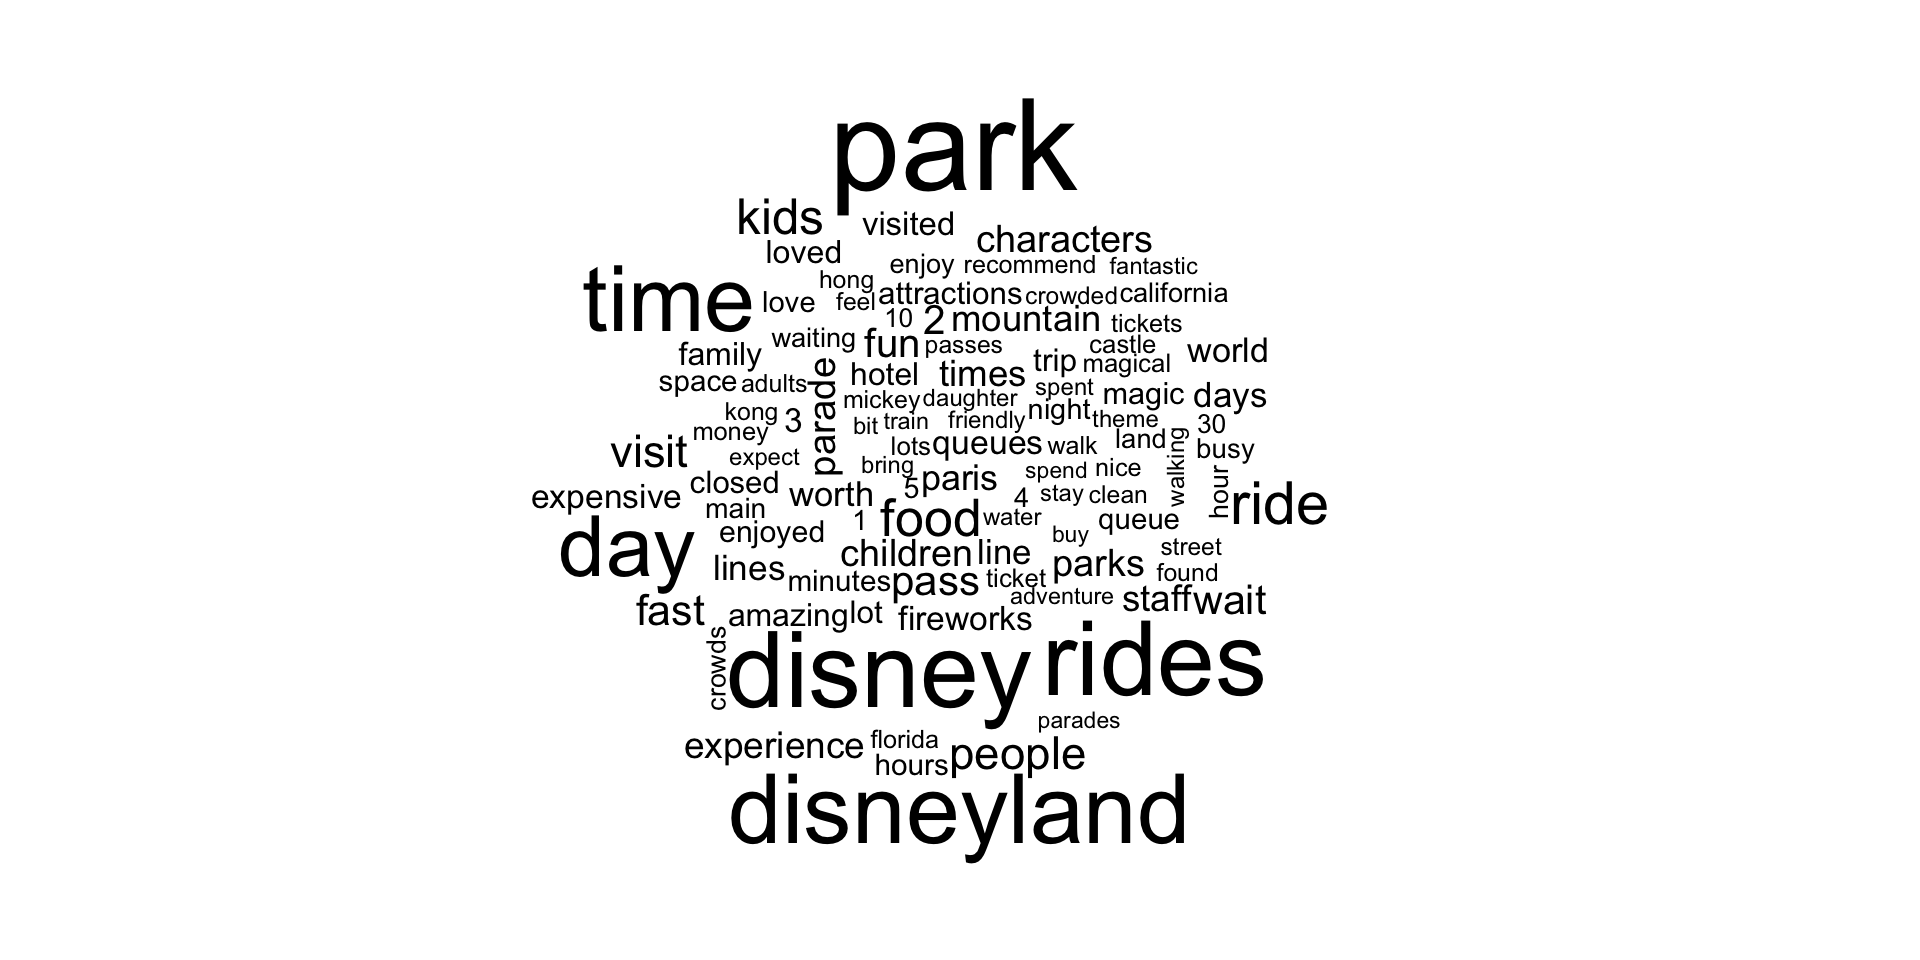 park
kids visited
characters
loved
enjoy recommend fantastic
hong
time love feel attractions crowded california
10 2 mountain tickets
waiting fun passes castle
family trip magical world
space adults parade hotel times spent
mickey daughter magic days
kong 3 bit train friendly night theme 30
money lots queues walk land walking busy
visit expect bring spend nice
closed paris
expensive worth 5 4 stay clean hour ride
main 1 food water queue
day enjoyed buy
children line street
lines minutes pass ticket parks found
adventure staff wait
fast amazing lot fireworks
crowds disney rides
parades
experience florida people
hours
disneyland